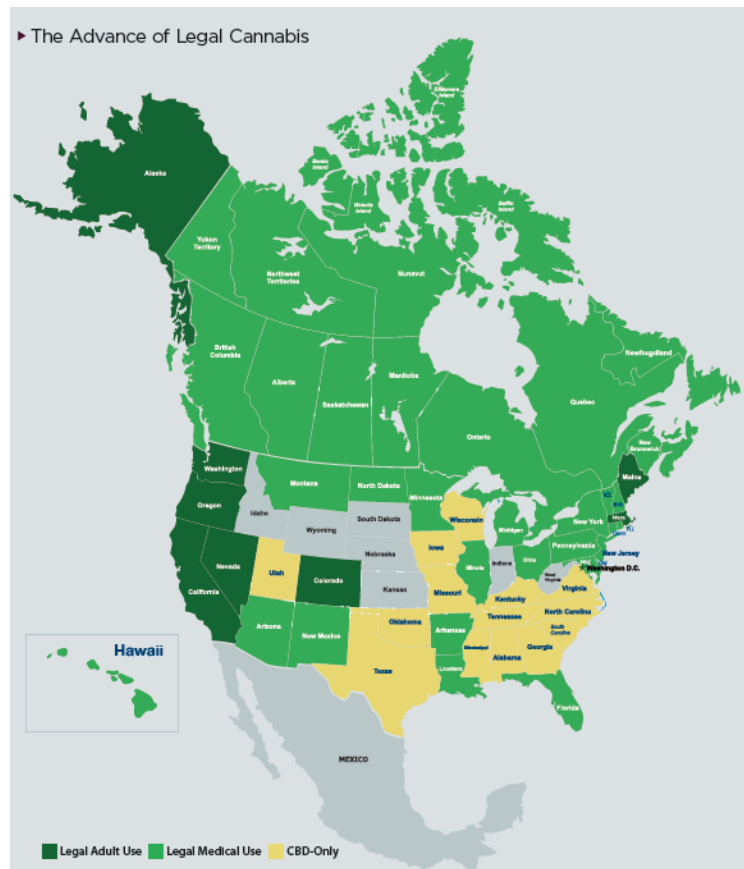 The Advance of Legal Cannabis
Ellesmere
Island
Banks
Island
Victoria
Island
Baffin
Island
Alaska
Yukon
Territory
Northwest
Territories
Nunavut
British
Columbia
Alberta
Saskatchewan
Manitoba
Ontario
Quebec
Newfoundland
New
Brunswick
Washington
Oregon
California
Nevada
Idaho
Montana
Wyoming
Utah
Colorado
Arizona
New Mexico
North Dakota
South Dakota
Nebraska
Kansas
Oklahoma
Texas
Minnesota
Iowa
Missouri
Arkansas
Wisconsin
Illinois
Michigan
Indiana
Ohio
Kentucky
Tennessee
Mississippi
Alabama
Georgia
Florida
South
Carolina
North Carolina
Virginia
West
Virginia
Pennsylvania
New York
Maine
Mass
Conn
R.I.
New Jersey
Washington D.C.
Hawaii
MEXICO
Legal Adult Use
Legal Medical Use
CBD-Only